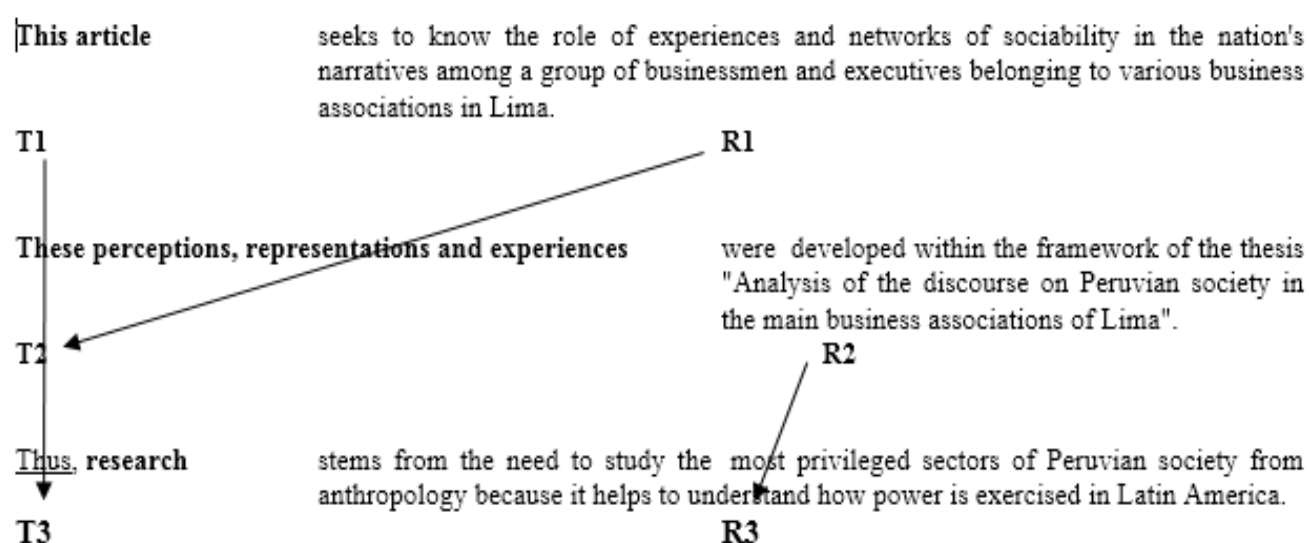 This article seeks to know the role of experiences and networks of sociability in the nation's
narratives among a group of businessmen and executives belonging to various business
associations in Lima.
T1 R1
These perceptions, representations and experiences were developed within the framework of the thesis
"Analysis of the discourse on Peruvian society in
the main business associations of Lima".
T2 R2
Thus, research stems from the need to study the most privileged sectors of Peruvian society from
anthropology because it helps to understand how power is exercised in Latin America.
T3 R3